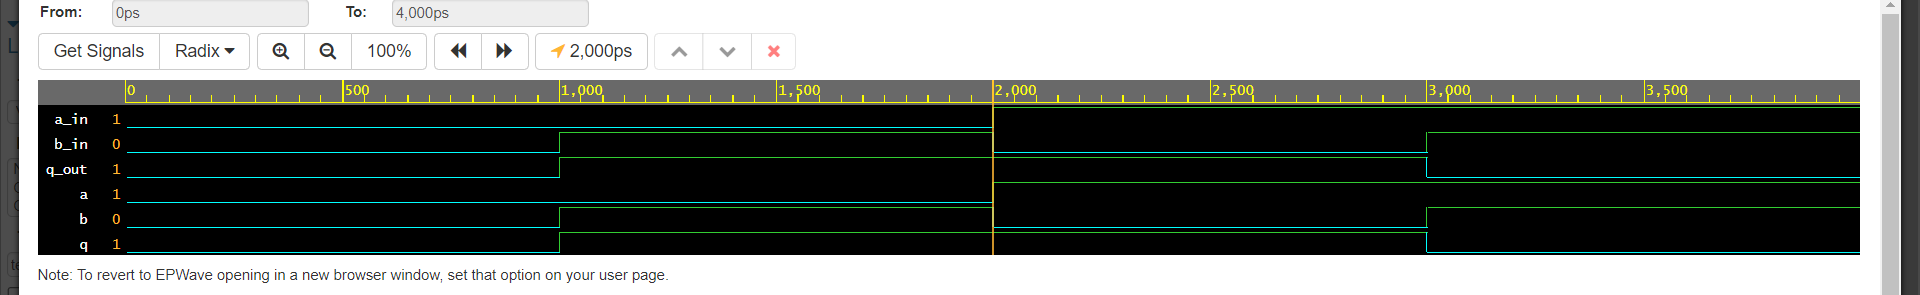 From: 0ps To: 4,000ps
Get Signals Radix 100% 2,000ps
0 500 1,000 1,500 2,000 2,500 3,000 3,500
a_in 1
b_in 0
q_out 1
a 1
b 0
q 1
Note: To revert to EPWave opening in a new browser window, set that option on your user page.